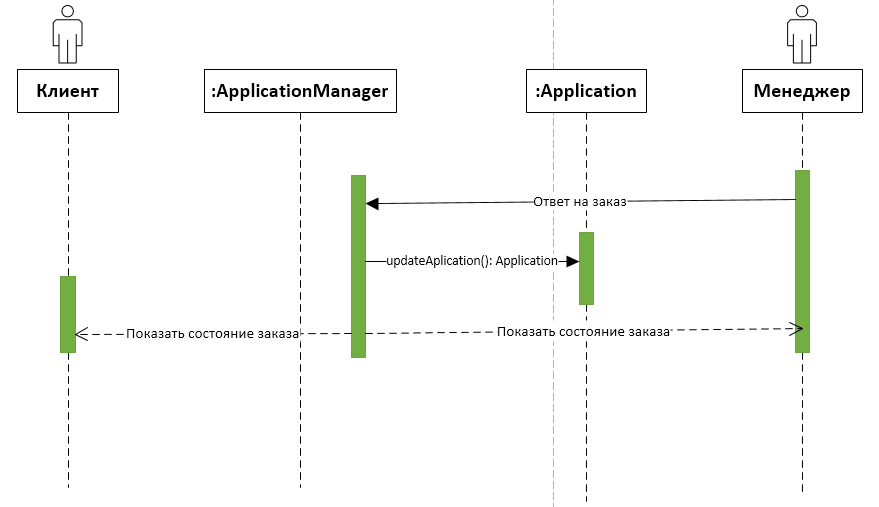 Клиент
:ApplicationManager
:Application
Менеджер
Ответ на заказ
updateAplication(): Application
Показать состояние заказа
Показать состояние заказа